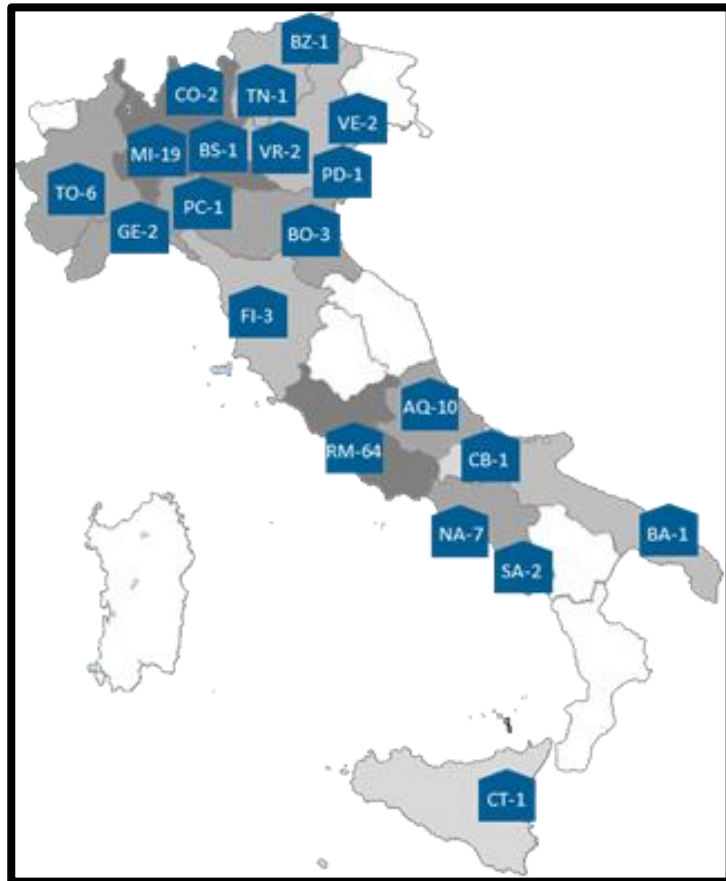 BZ-1
CO-2
TN-1
VE-2
MI-19
BS-1
VR-2
PD-1
TO-6
PC-1
GE-2
BO-3
FI-3
AQ-10
RM-64
CB-1
NA-7
BA-1
SA-2
CT-1